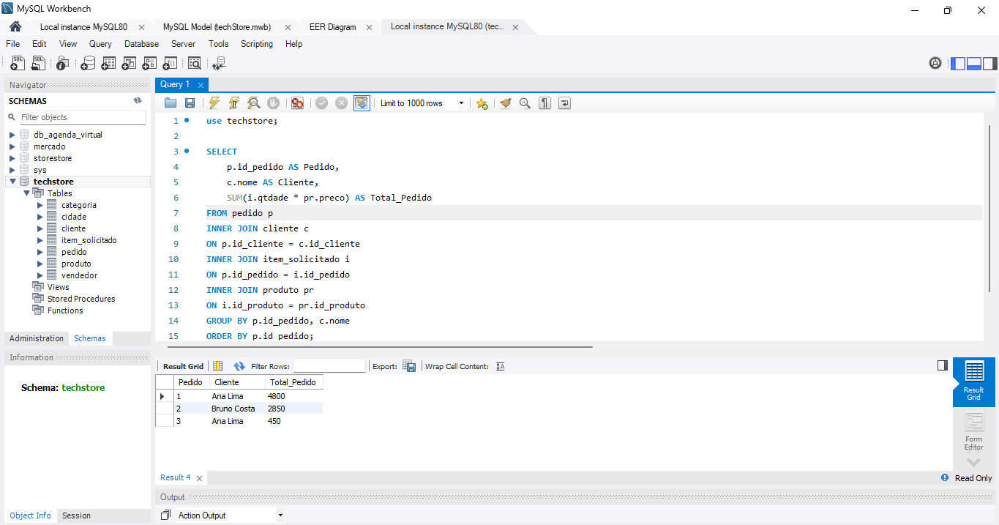 MySQL Workbench
Local instance MySQL80 MySQL Model (techStore.mwb) EER Diagram Local instance MySQL80 (tec...
File Edit View Query Database Server Tools Scripting Help
Navigator
SCHEMAS
Filter objects
db_agenda_virtual
mercado
storestore
sys
techstore
Tables
categoria
cidade
cliente
item_solicitado
pedido
produto
vendedor
Views
Stored Procedures
Functions
Administration Schemas
Information
Schema: techstore
Object Info Session
Query 1
Limit to 1000 rows
1 use techstore;
2
3 SELECT
4 p.id_pedido AS Pedido,
5 c.nome AS Cliente,
6 SUM(i.qtdade * pr.preco) AS Total_Pedido
7 FROM pedido p
8 INNER JOIN cliente c
9 ON p.id_cliente = c.id_cliente
10 INNER JOIN item_solicitado i
11 ON p.id_pedido = i.id_pedido
12 INNER JOIN produto pr
13 ON i.id_produto = pr.id_produto
14 GROUP BY p.id_pedido, c.nome
15 ORDER BY p.id pedido;
Result Grid Filter Rows: Export: Wrap Cell Content:
Pedido Cliente Total_Pedido
1 Ana Lima 4800
2 Bruno Costa 2850
3 Ana Lima 450
Result
Grid
Form
Editor
Result 4
Read Only
Output
Action Output